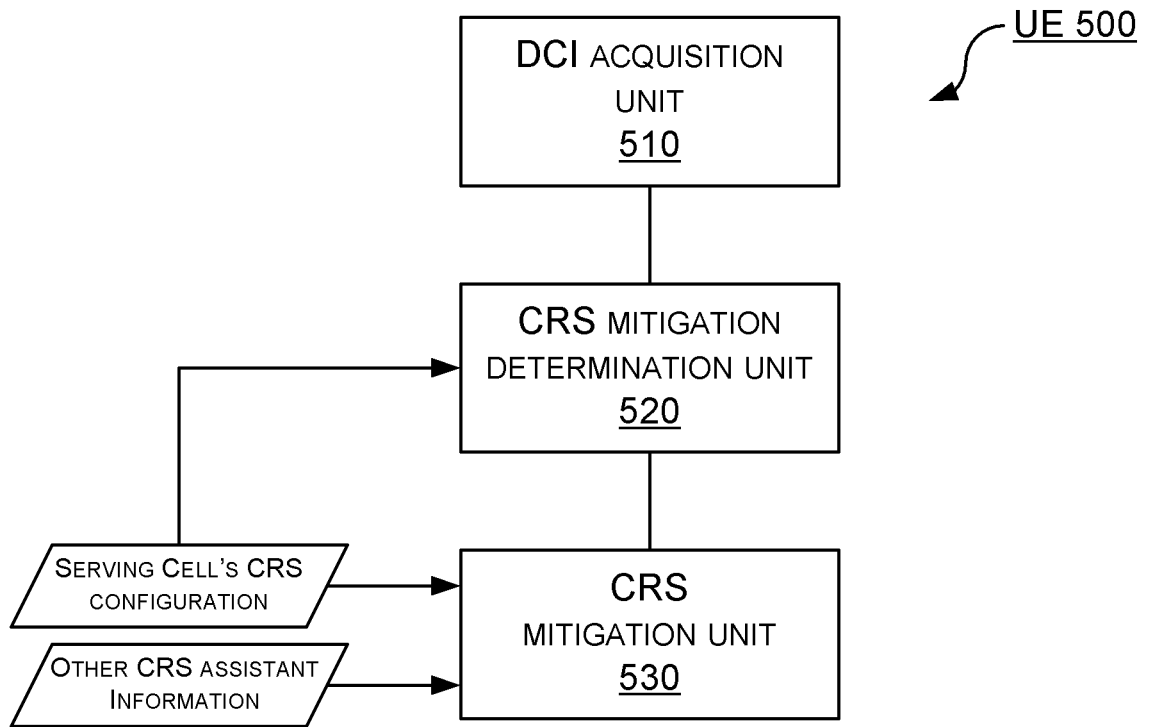 UE 500
DCI ACQUISITION
UNIT
510
CRS MITIGATION
DETERMINATION UNIT
520
SERVING CELL'S CRS
CONFIGURATION
CRS
MITIGATION UNIT
530
OTHER CRS ASSISTANT
INFORMATION